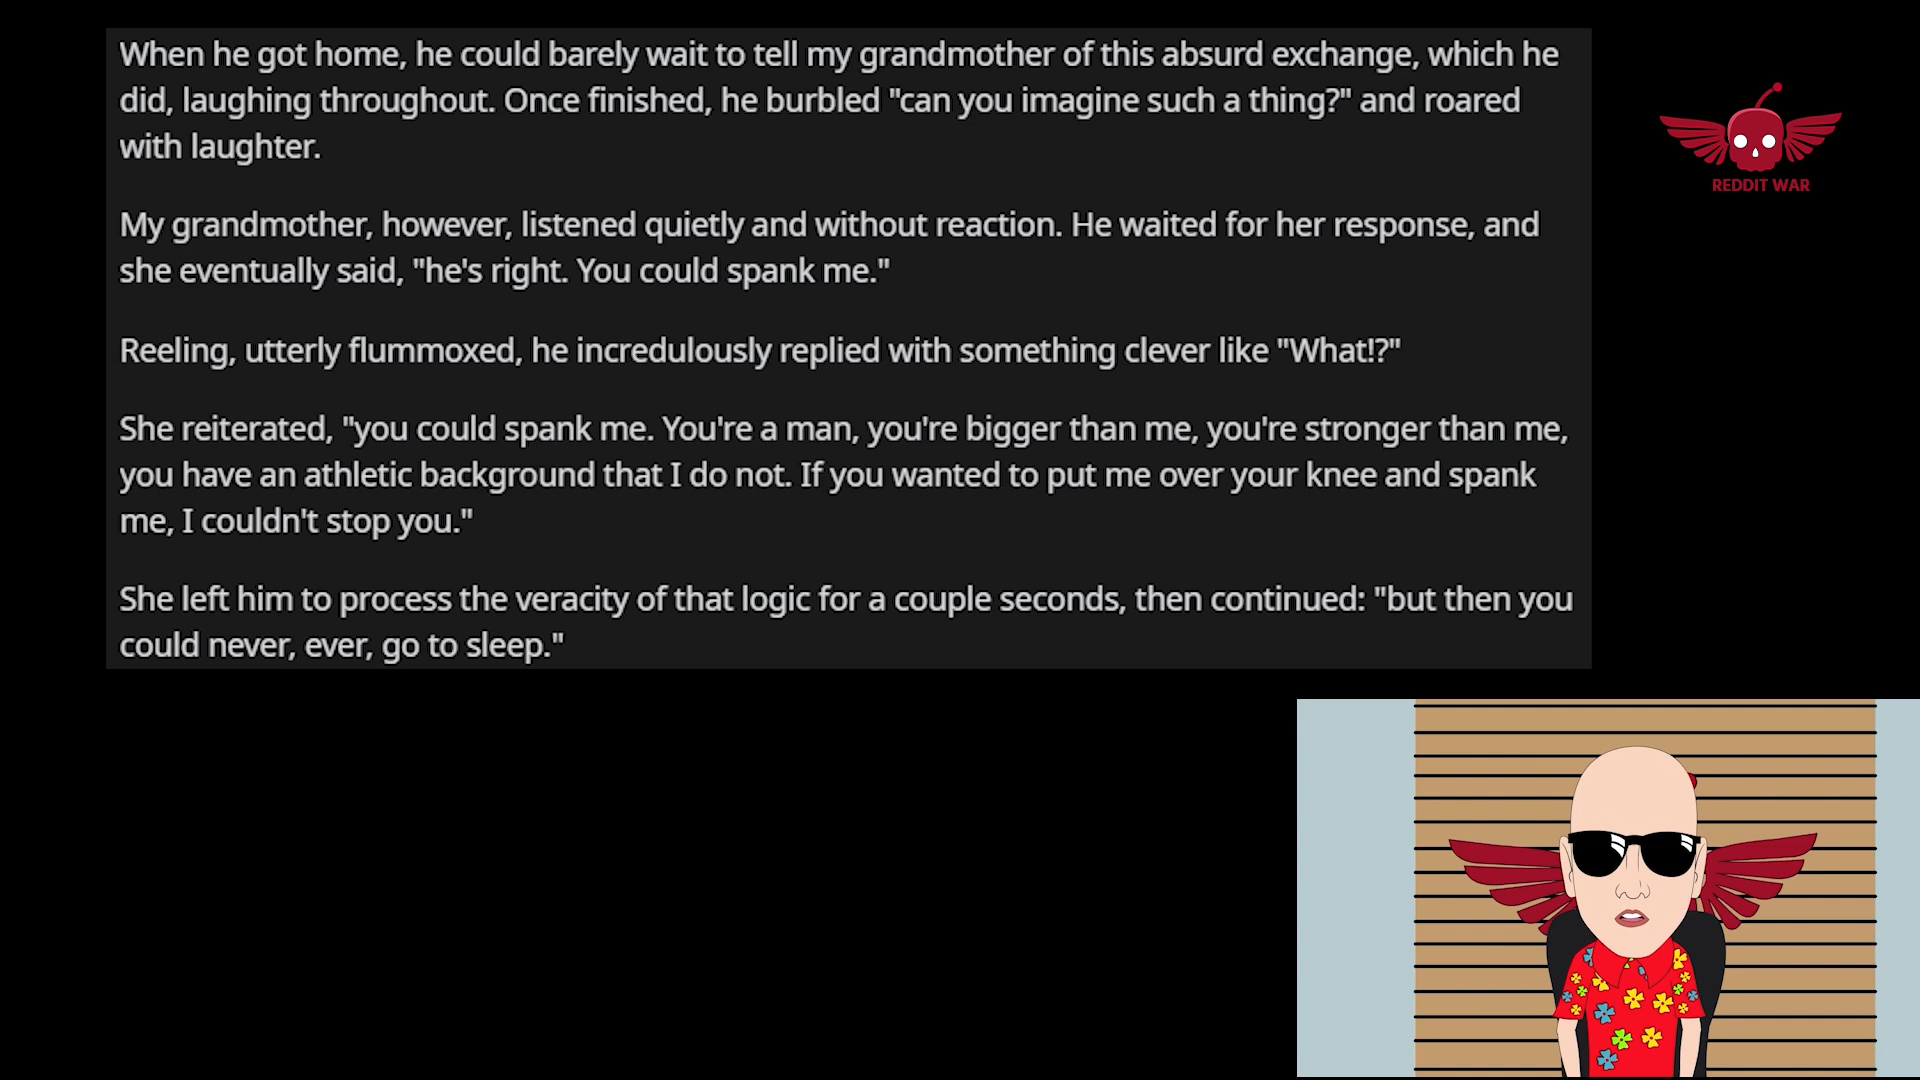 When he got home, he could barely wait to tell my grandmother of this absurd exchange, which he
did, laughing throughout. Once finished, he burbled "can you imagine such a thing?" and roared
with laughter.
My grandmother, however, listened quietly and without reaction. He waited for her response, and
she eventually said, "he's right. You could spank me."
Reeling, utterly flummoxed, he incredulously replied with something clever like "What!?"
She reiterated, "you could spank me. You're a man, you're bigger than me, you're stronger than me,
you have an athletic background that I do not. If you wanted to put me over your knee and spank
me, I couldn't stop you."
She left him to process the veracity of that logic for a couple seconds, then continued: "but then you
could never, ever, go to sleep."
REDDIT WAR